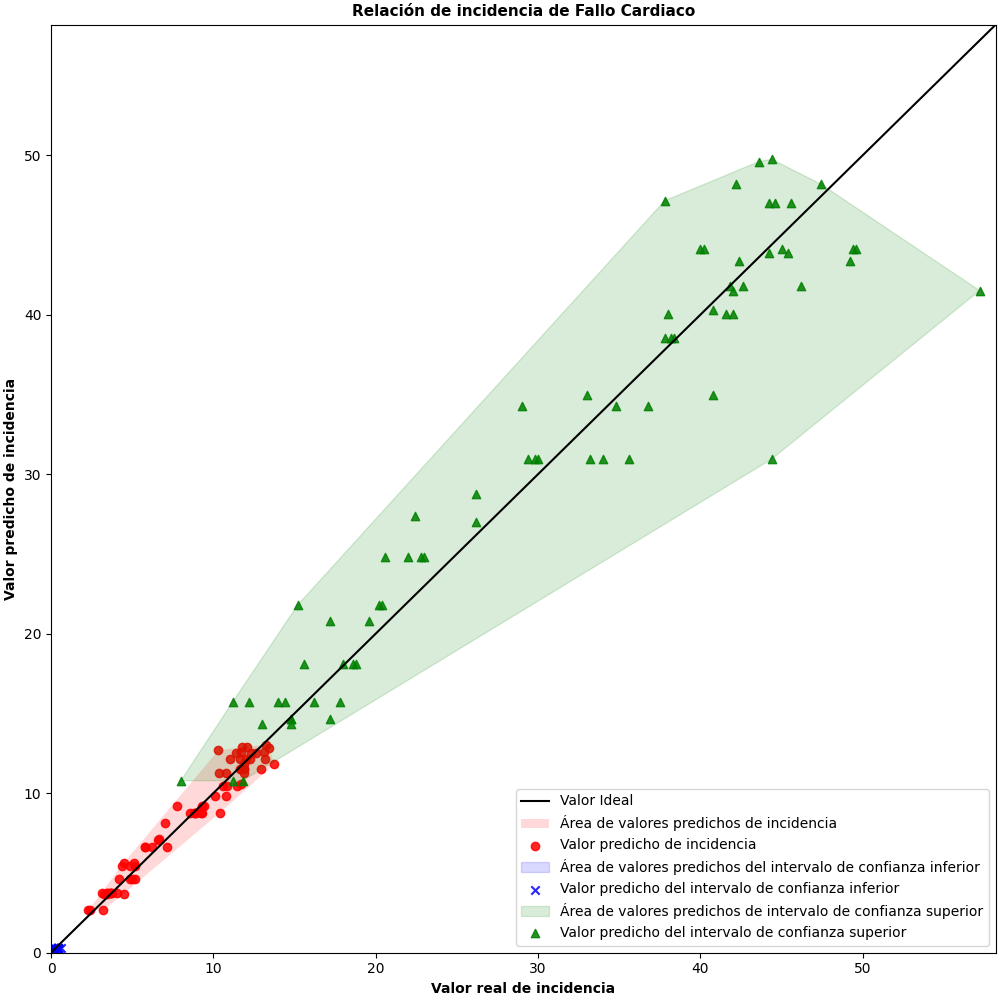 Relación de incidencia de Fallo Cardiaco
Valor predicho de incidencia
50
40
30
20
10
0
0 10 20 30 40 50
Valor real de incidencia
Valor Ideal
Área de valores predichos de incidencia
Valor predicho de incidencia
Área de valores predichos del intervalo de confianza inferior
Valor predicho del intervalo de confianza inferior
Área de valores predichos de intervalo de confianza superior
Valor predicho del intervalo de confianza superior